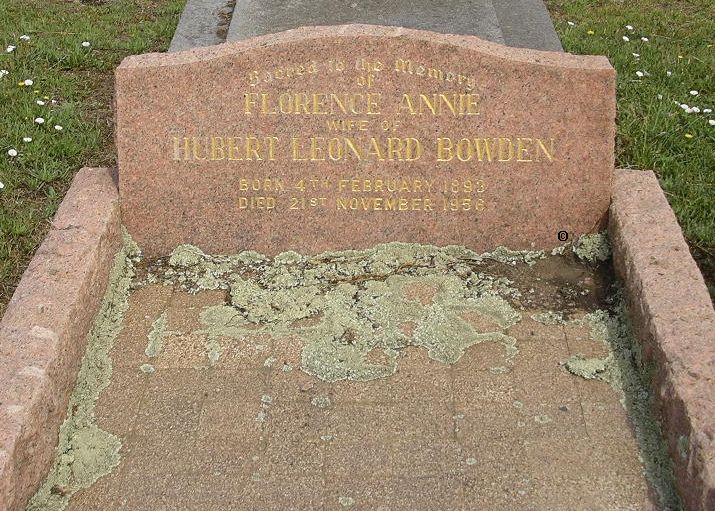 Sacred to the Memory
of
FLORENCE ANNIE
WIFE OF
HUBERT LEONARD BOWDEN
BORN 4TH FEBRUARY 1893
DIED 21ST NOVEMBER 1956
©